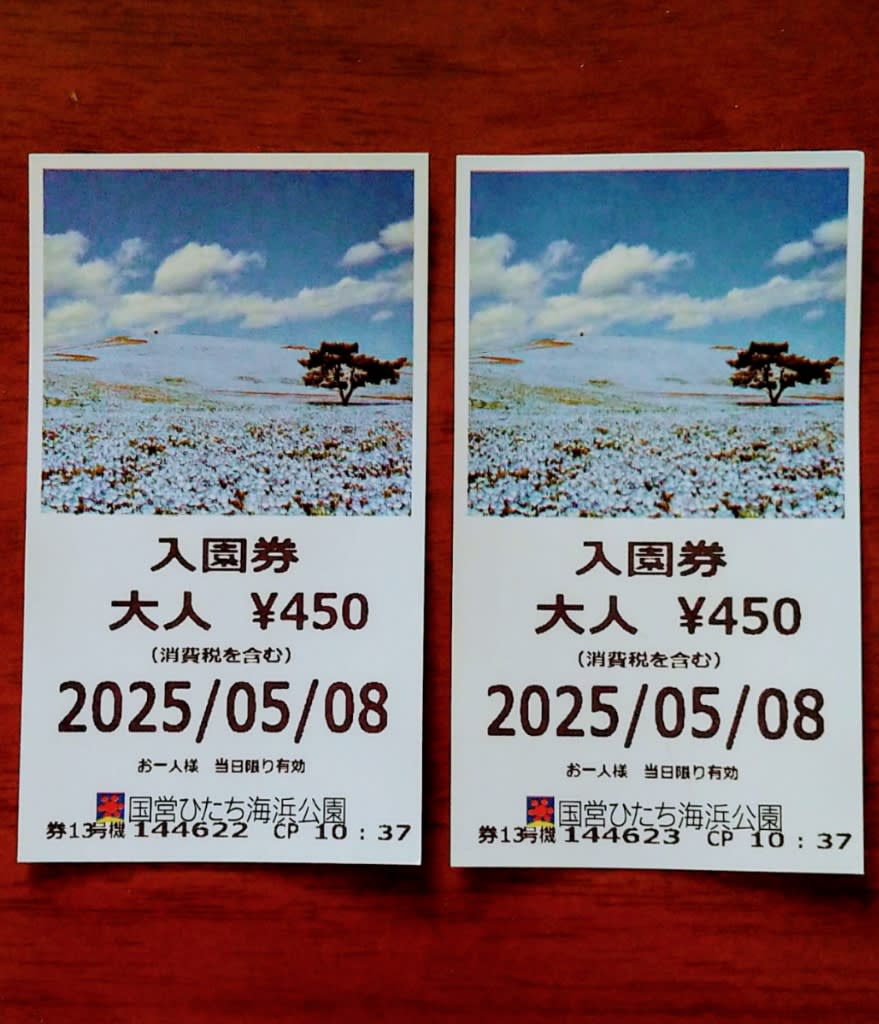 入園券
大人 ¥450
(消費税を含む)
2025/05/08
お一人様 当日限り有効
国営ひたち海浜公園
券13号機 144622 CP 10:37
入園券
大人 ¥450
(消費税を含む)
2025/05/08
お一人様 当日限り有効
国営ひたち海浜公園
券13号機 144623 CP 10:37